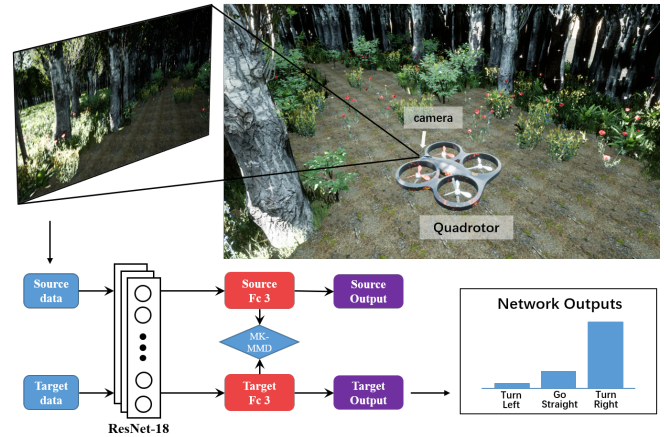 camera
Quadrotor
Source
data
Source
Fc 3
Source
Output
MK-
MMD
Target
data
Target
Fc 3
Target
Output
ResNet-18
Network Outputs
Turn
Left
Go
Straight
Turn
Right